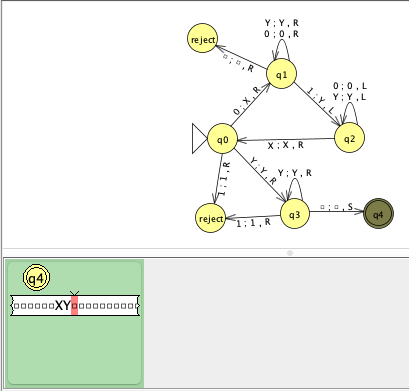 Y;Y,R
0;0,R
reject
□;□,R
q1
0;X,R
1;Y,L
0;0,L
Y;Y,L
q0
X;X,R
q2
1;1,R
Y;Y,R
Y;Y,R
reject
1;1,R
q3
□;□,S
q4
q4
□□□□□□XY□□□□□□□□□□